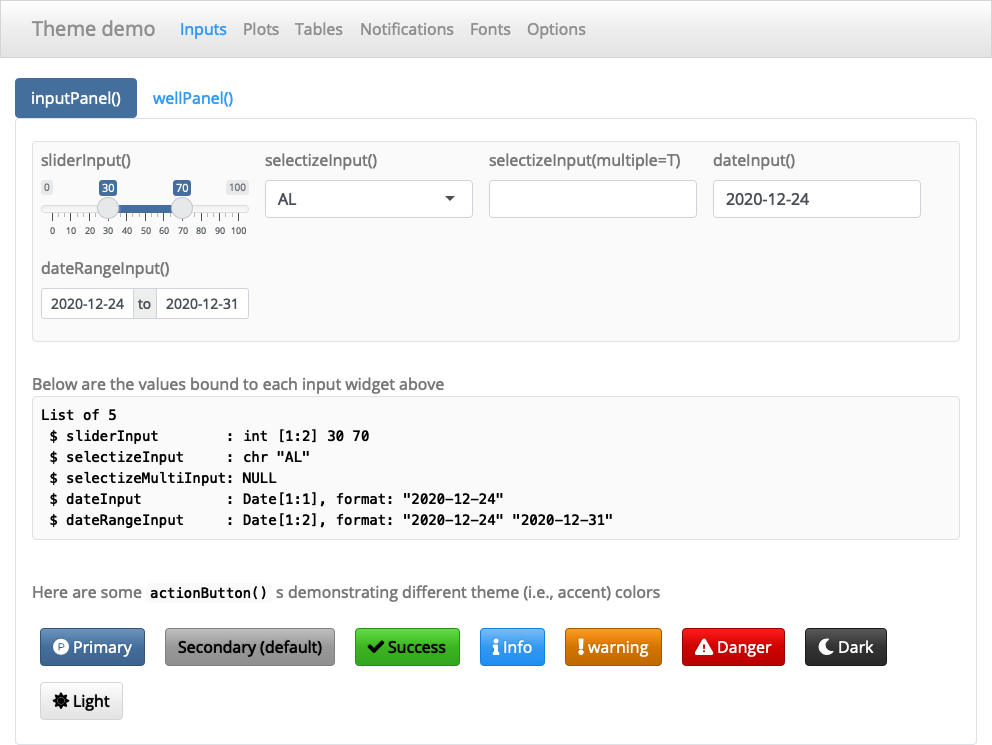 Theme demo Inputs Plots Tables Notifications Fonts Options
inputPanel() wellPanel()
sliderInput() selectizeInput() selectizeInput(multiple=T) dateInput()
0 30 70 100
AL 2020-12-24
0 10 20 30 40 50 60 70 80 90 100
dateRangeInput()
2020-12-24 to 2020-12-31
Below are the values bound to each input widget above
List of 5
$ sliderInput : int [1:2] 30 70
$ selectizeInput : chr "AL"
$ selectizeMultiInput: NULL
$ dateInput : Date[1:1], format: "2020-12-24"
$ dateRangeInput : Date[1:2], format: "2020-12-24" "2020-12-31"
Here are some actionButton() s demonstrating different theme (i.e., accent) colors
P Primary Secondary (default) Success Info warning Danger Dark
Light